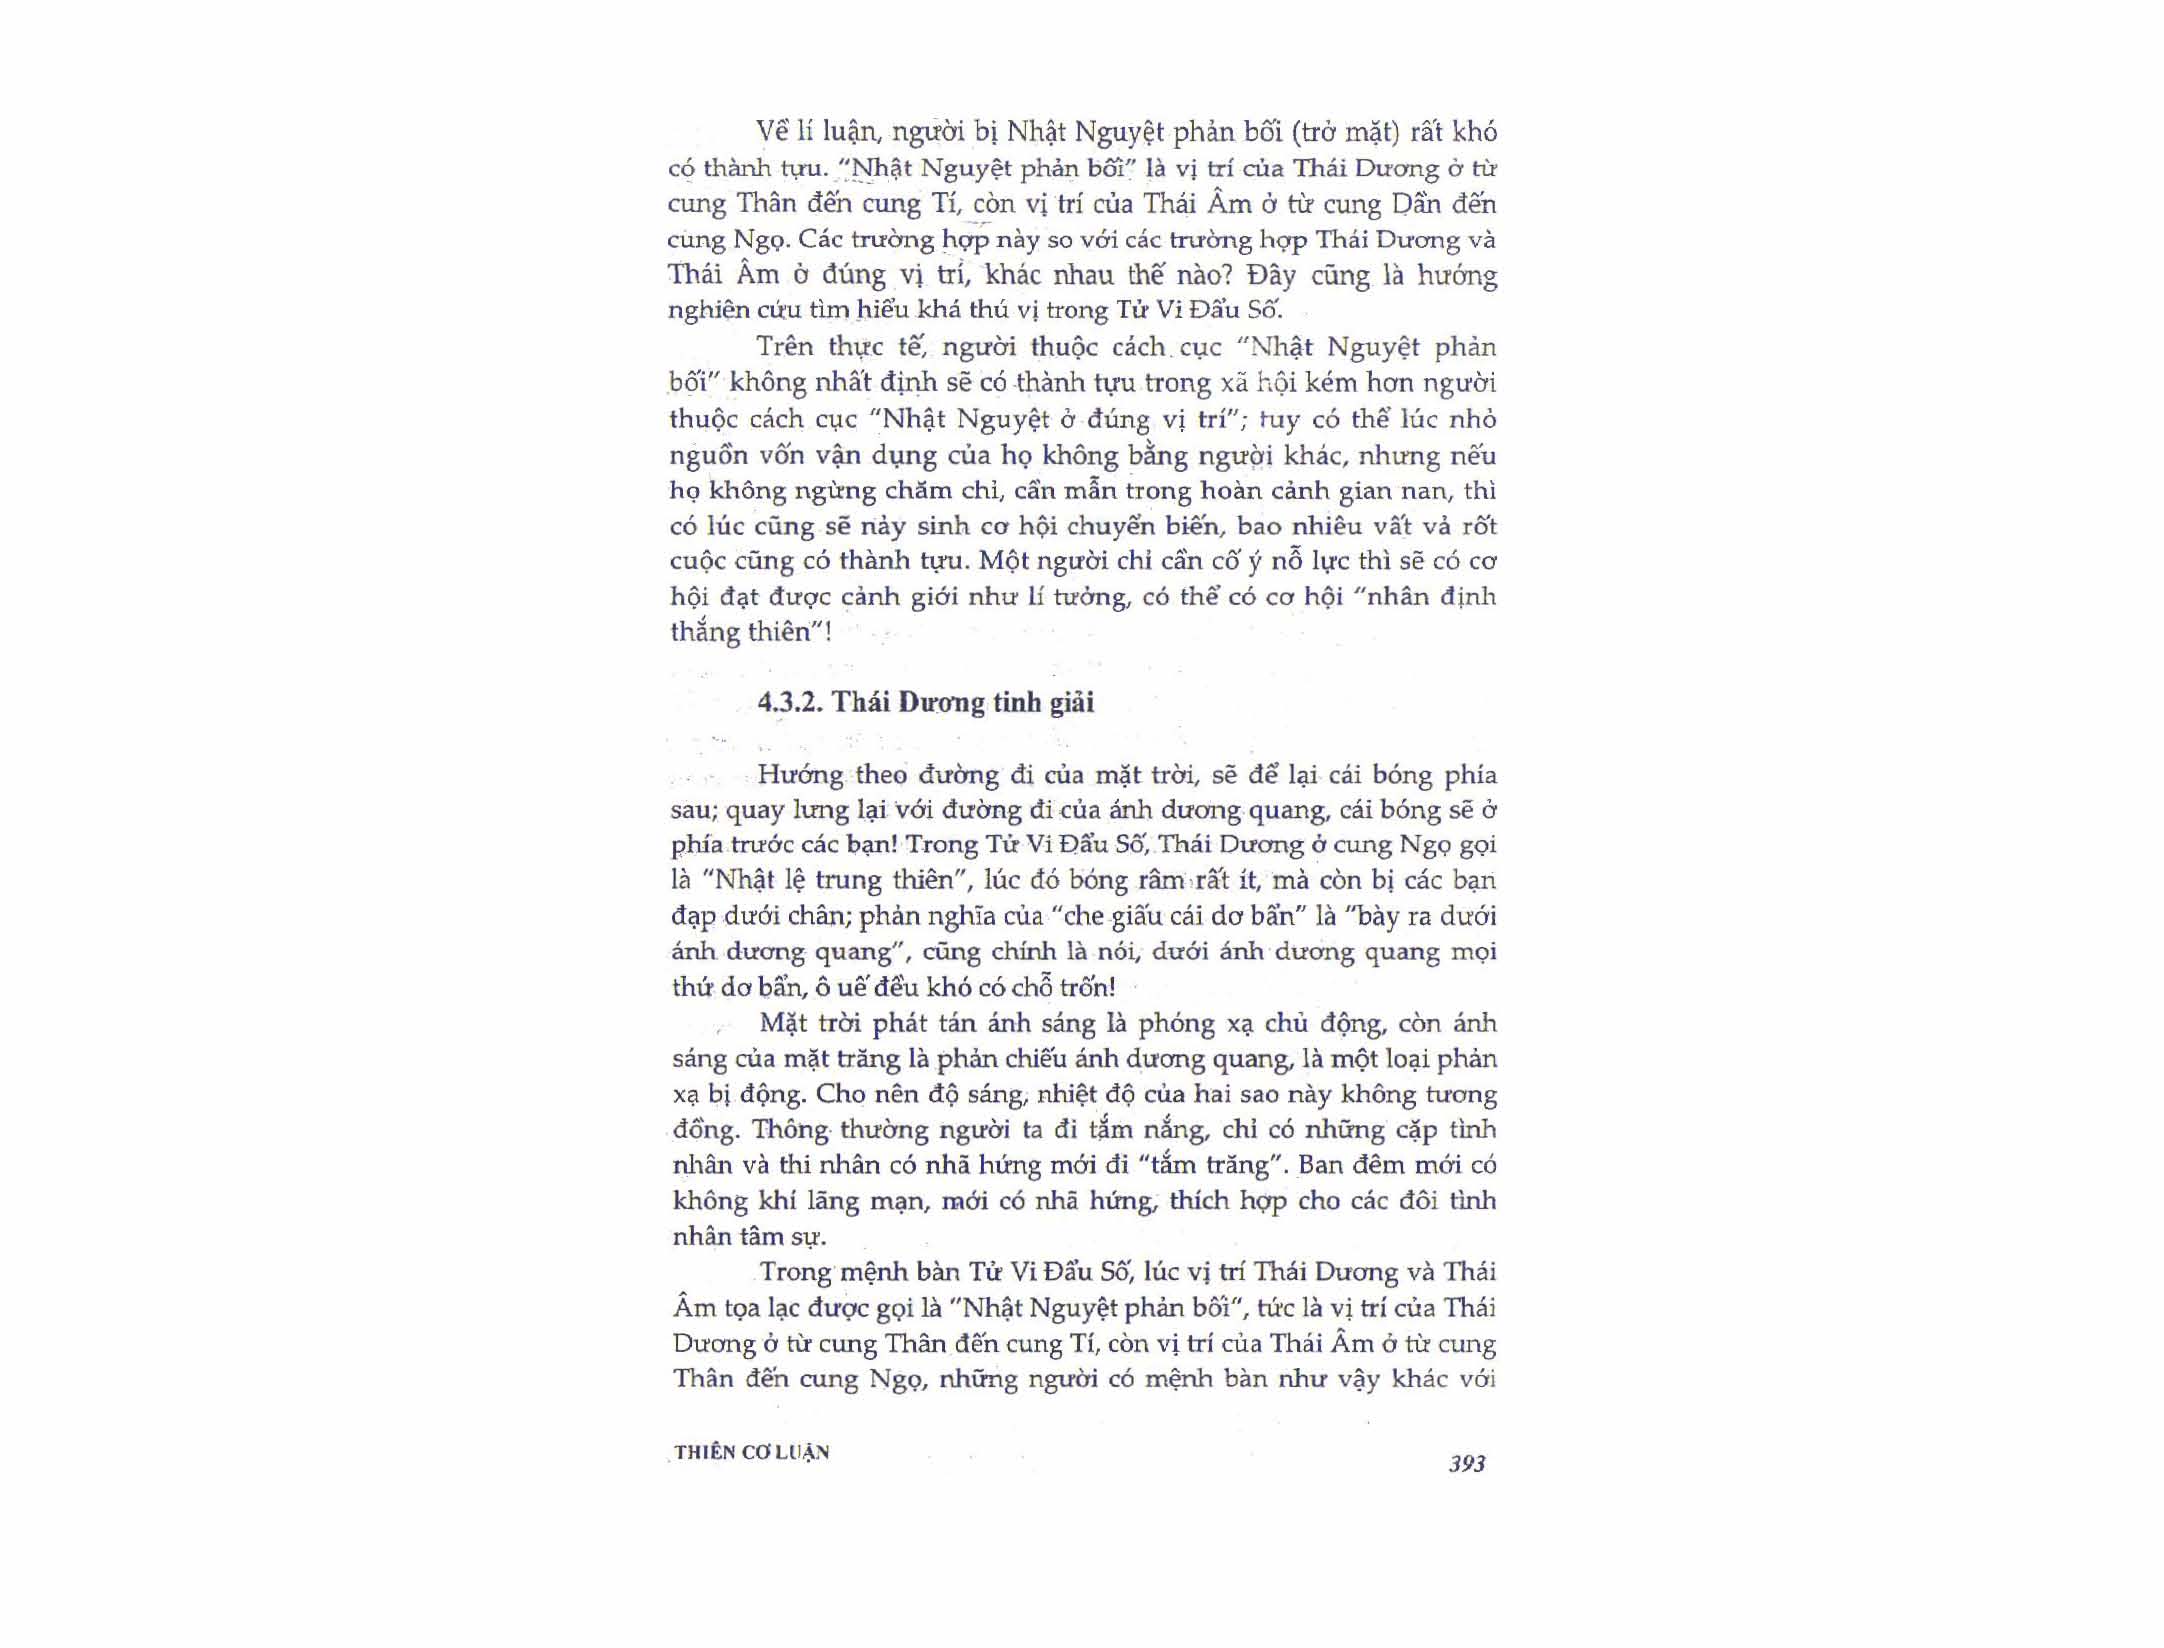 Về lí luận, người bị Nhật Nguyệt phản bối (trở mặt) rất khó
có thành tựu. "Nhật Nguyệt phản bối" là vị trí của Thái Dương ở từ
cung Thân đến cung Tí, còn vị trí của Thái Âm ở từ cung Dần đến
cung Ngọ. Các trường hợp này so với các trường hợp Thái Dương và
Thái Âm ở đúng vị trí, khác nhau thế nào? Đây cũng là hướng
nghiên cứu tìm hiểu khá thú vị trong Tử Vi Đẩu Số.
Trên thực tế, người thuộc cách cục "Nhật Nguyệt phản
bối" không nhất định sẽ có thành tựu trong xã hội kém hơn người
thuộc cách cục "Nhật Nguyệt ở đúng vị trí"; tuy có thể lúc nhỏ
nguồn vốn vận dụng của họ không bằng người khác, nhưng nếu
họ không ngừng chăm chỉ, cần mẫn trong hoàn cảnh gian nan, thì
có lúc cũng sẽ nảy sinh cơ hội chuyển biến, bao nhiêu vất vả rốt
cuộc cũng có thành tựu. Một người chỉ cần cố ý nỗ lực thì sẽ có cơ
hội đạt được cảnh giới như lí tưởng, có thể có cơ hội "nhân định
thắng thiên"!
4.3.2. Thái Dương tinh giải
Hướng theo đường đi của mặt trời, sẽ để lại cái bóng phía
sau; quay lưng lại với đường đi của ánh dương quang, cái bóng sẽ ở
phía trước các bạn! Trong Tử Vi Đẩu Số, Thái Dương ở cung Ngọ gọi
là "Nhật lệ trung thiên", lúc đó bóng râm rất ít, mà còn bị các bạn
đạp dưới chân; phản nghĩa của "che giấu cái dơ bẩn" là "bày ra dưới
ánh dương quang", cũng chính là nói, dưới ánh dương quang mọi
thứ dơ bẩn, ô uế đều khó có chỗ trốn!
Mặt trời phát tán ánh sáng là phóng xạ chủ động, còn ánh
sáng của mặt trăng là phản chiếu ánh dương quang, là một loại phản
xạ bị động. Cho nên độ sáng, nhiệt độ của hai sao này không tương
đồng. Thông thường người ta đi tắm nắng, chỉ có những cặp tình
nhân và thi nhân có nhã hứng mới đi "tắm trăng". Ban đêm mới có
không khí lãng mạn, mới có nhã hứng, thích hợp cho các đôi tình
nhân tâm sự.
Trong mệnh bàn Tử Vi Đẩu Số, lúc vị trí Thái Dương và Thái
Âm tọa lạc được gọi là "Nhật Nguyệt phản bối", tức là vị trí của Thái
Dương ở từ cung Thân đến cung Tí, còn vị trí của Thái Âm ở từ cung
Thân đến cung Ngọ, những người có mệnh bàn như vậy khác với
THIÊN CƠ LUẬN
393